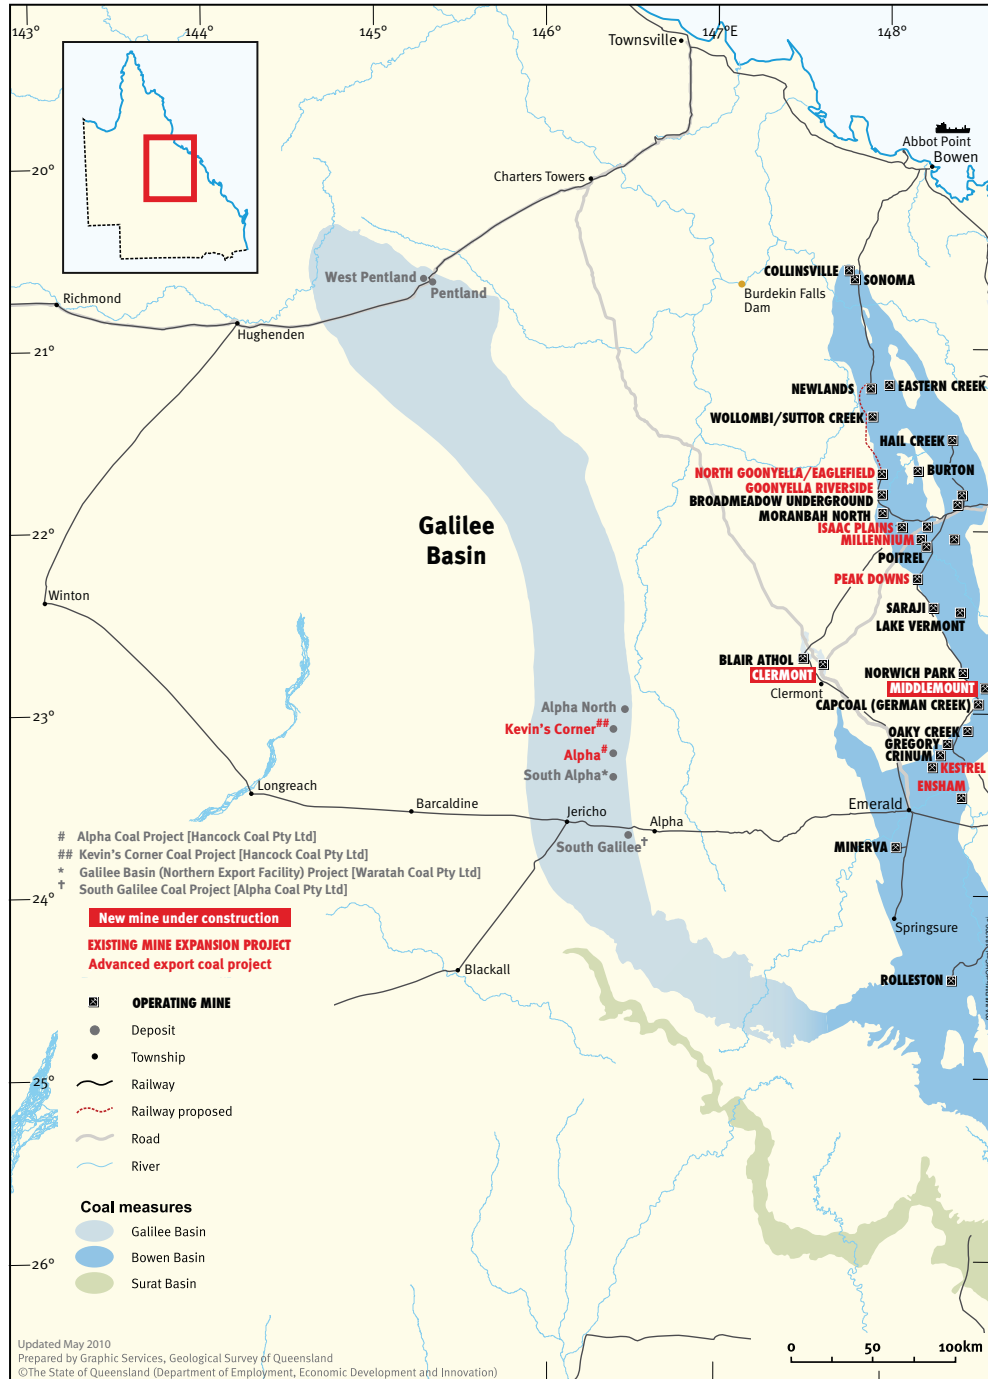 143°
144°
145°
146°
147°E
148°
Townsville
Abbot Point
Bowen
20°
Charters Towers
West Pentland
Pentland
COLLINSVILLE
SONOMA
Burdekin Falls
Dam
Richmond
Hughenden
21°
NEWLANDS
EASTERN CREEK
WOLLOMBI/SUTTOR CREEK
HAIL CREEK
BURTON
NORTH GOONYELLA/EAGLEFIELD
GOONYELLA RIVERSIDE
BROADMEADOW UNDERGROUND
MORANBAH NORTH
ISAAC PLAINS
MILLENNIUM
POITREL
22°
Galilee
Basin
PEAK DOWNS
Winton
SARAJI
LAKE VERMONT
BLAIR ATHOL
CLERMONT
Clermont
NORWICH PARK
MIDDLEMOUNT
CAPCOAL (GERMAN CREEK)
23°
Alpha North
Kevin's Corner##
Alpha#
South Alpha*
OAKY CREEK
GREGORY
CRINUM
KESTREL
ENSHAM
Longreach
Barcaldine
Jericho
Alpha
Emerald
South Galilee†
MINERVA
# Alpha Coal Project [Hancock Coal Pty Ltd]
## Kevin's Corner Coal Project [Hancock Coal Pty Ltd]
* Galilee Basin (Northern Export Facility) Project [Waratah Coal Pty Ltd]
† South Galilee Coal Project [Alpha Coal Pty Ltd]
24°
New mine under construction
EXISTING MINE EXPANSION PROJECT
Advanced export coal project
Springsure
Blackall
ROLLESTON
OPERATING MINE
Deposit
Township
25°
Railway
Railway proposed
Road
River
Coal measures
Galilee Basin
Bowen Basin
Surat Basin
26°
Updated May 2010
Prepared by Graphic Services, Geological Survey of Queensland
©The State of Queensland (Department of Employment, Economic Development and Innovation)
0 50 100km